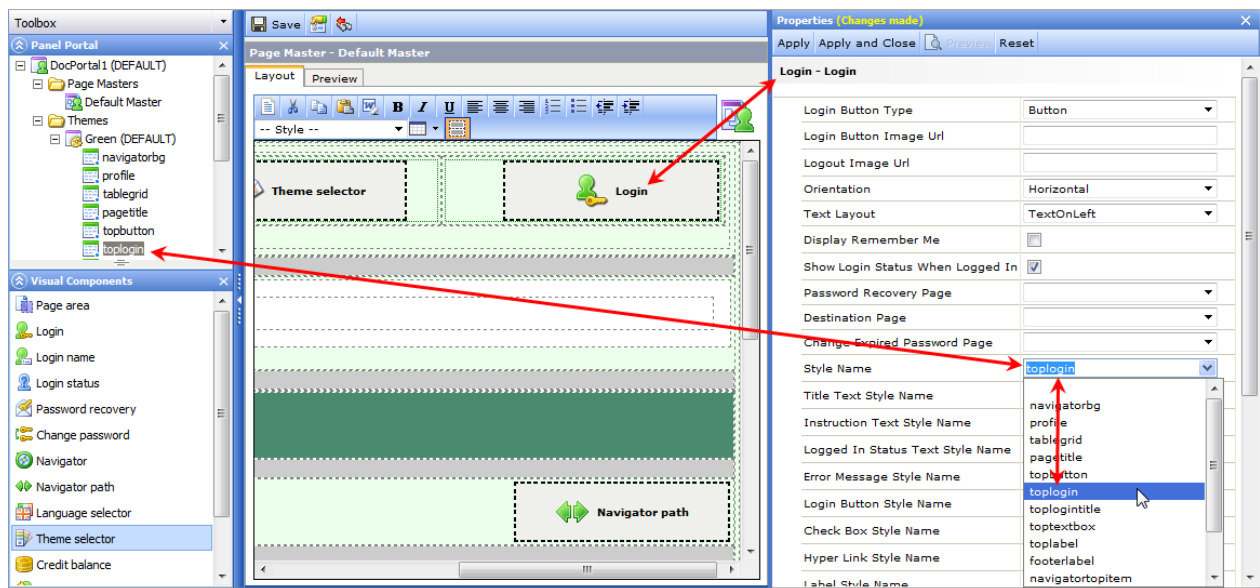 Toolbox
Panel Portal
DocPortal1 (DEFAULT)
Page Masters
Default Master
Themes
Green (DEFAULT)
navigatorbg
profile
tablegrid
pagetitle
topbutton
toplogin
Visual Components
Page area
Login
Login name
Login status
Password recovery
Change password
Navigator
Navigator path
Language selector
Theme selector
Credit balance
Save
Page Master - Default Master
Layout Preview
B I U
-- Style --
Theme selector
Login
Navigator path
Properties (Changes made)
Apply Apply and Close Preview Reset
Login - Login
Login Button Type Button
Login Button Image Url
Logout Image Url
Orientation Horizontal
Text Layout TextOnLeft
Display Remember Me
Show Login Status When Logged In
Password Recovery Page
Destination Page
Change Expired Password Page
Style Name toplogin
Title Text Style Name
Instruction Text Style Name
Logged In Status Text Style Name
Error Message Style Name
Login Button Style Name
Check Box Style Name
Hyper Link Style Name
Label Style Name
navigatorbg
profile
tablegrid
pagetitle
topbutton
toplogin
toplogintitle
toptextbox
toplabel
footerlabel
navigatortopitem